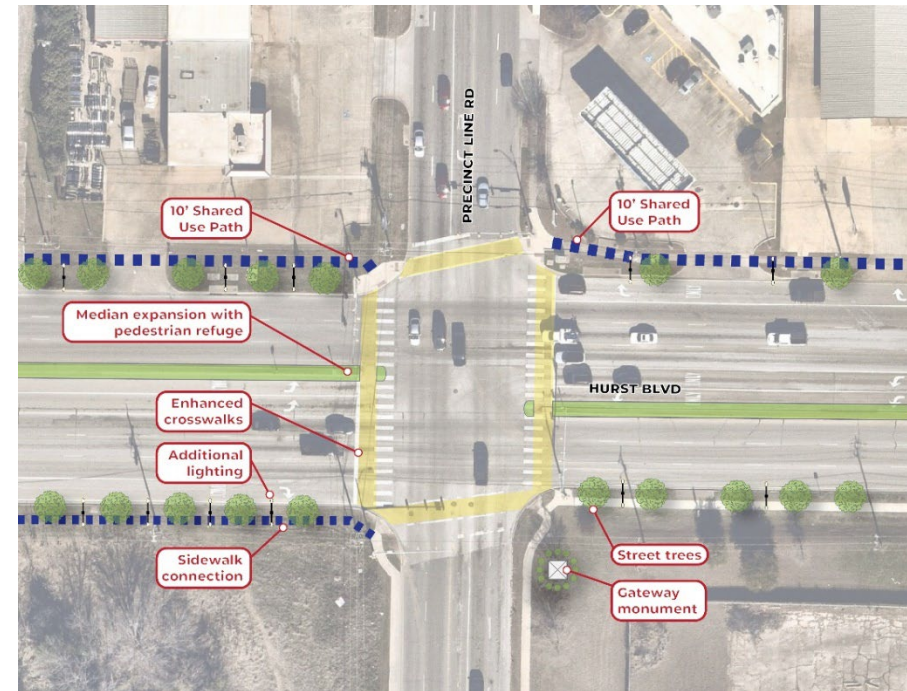 PRECINCT LINE RD
10' Shared
Use Path
10' Shared
Use Path
Median expansion with
pedestrian refuge
HURST BLVD
Enhanced
crosswalks
Additional
lighting
Sidewalk
connection
Street trees
Gateway
monument